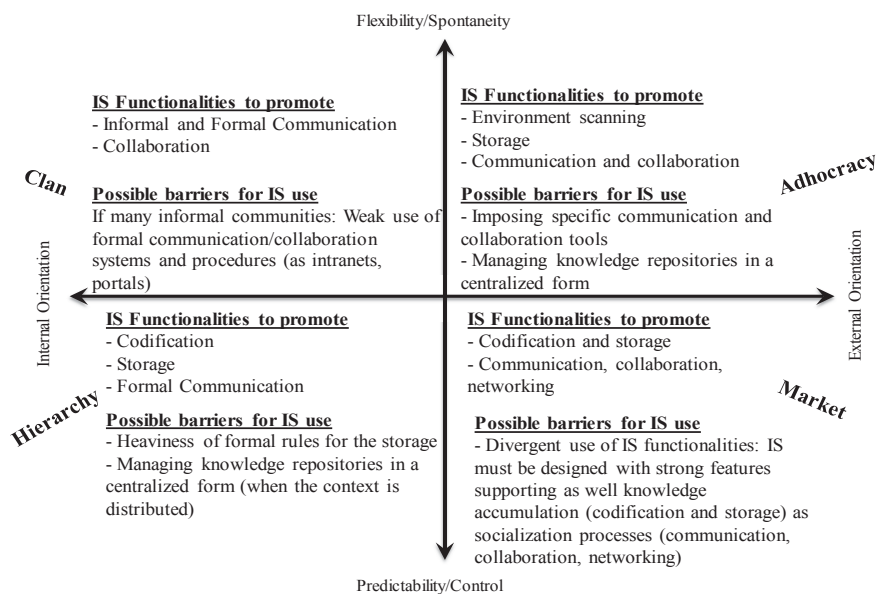 Flexibility/Spontaneity
IS Functionalities to promote
- Informal and Formal Communication
- Collaboration
Clan
Possible barriers for IS use
If many informal communities: Weak use of
formal communication/collaboration
systems and procedures (as intranets,
portals)
IS Functionalities to promote
- Environment scanning
- Storage
- Communication and collaboration
Adhocracy
Possible barriers for IS use
- Imposing specific communication and
collaboration tools
- Managing knowledge repositories in a
centralized form
Internal Orientation
External Orientation
IS Functionalities to promote
- Codification
- Storage
- Formal Communication
Hierarchy
Possible barriers for IS use
- Heaviness of formal rules for the storage
- Managing knowledge repositories in a
centralized form (when the context is
distributed)
IS Functionalities to promote
- Codification and storage
- Communication, collaboration,
networking
Market
Possible barriers for IS use
- Divergent use of IS functionalities: IS
must be designed with strong features
supporting as well knowledge
accumulation (codification and storage) as
socialization processes (communication,
collaboration, networking)
Predictability/Control